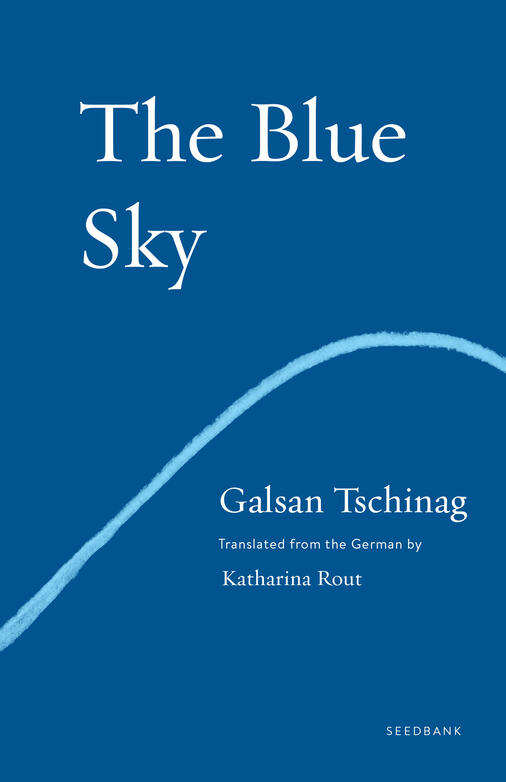 The Blue
Sky
Galsan Tschinag
Translated from the German by
Katharina Rout
SEEDBANK